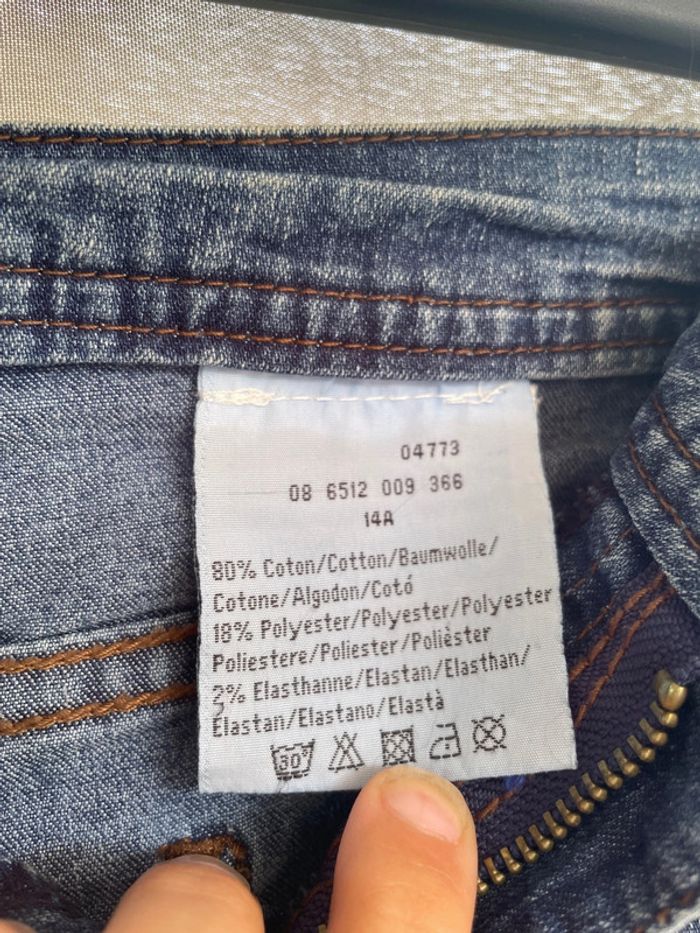 04773
08 6512 009 366
14A
80% Coton/Cotton/Baumwolle/
Cotone/Algodon/Cotó
18% Polyester/Polyester/Polyester
Poliestere/Poliester/Polièster
2% Elasthanne/Elastan/Elasthan/
Elastan/Elastano/Elastà
30°